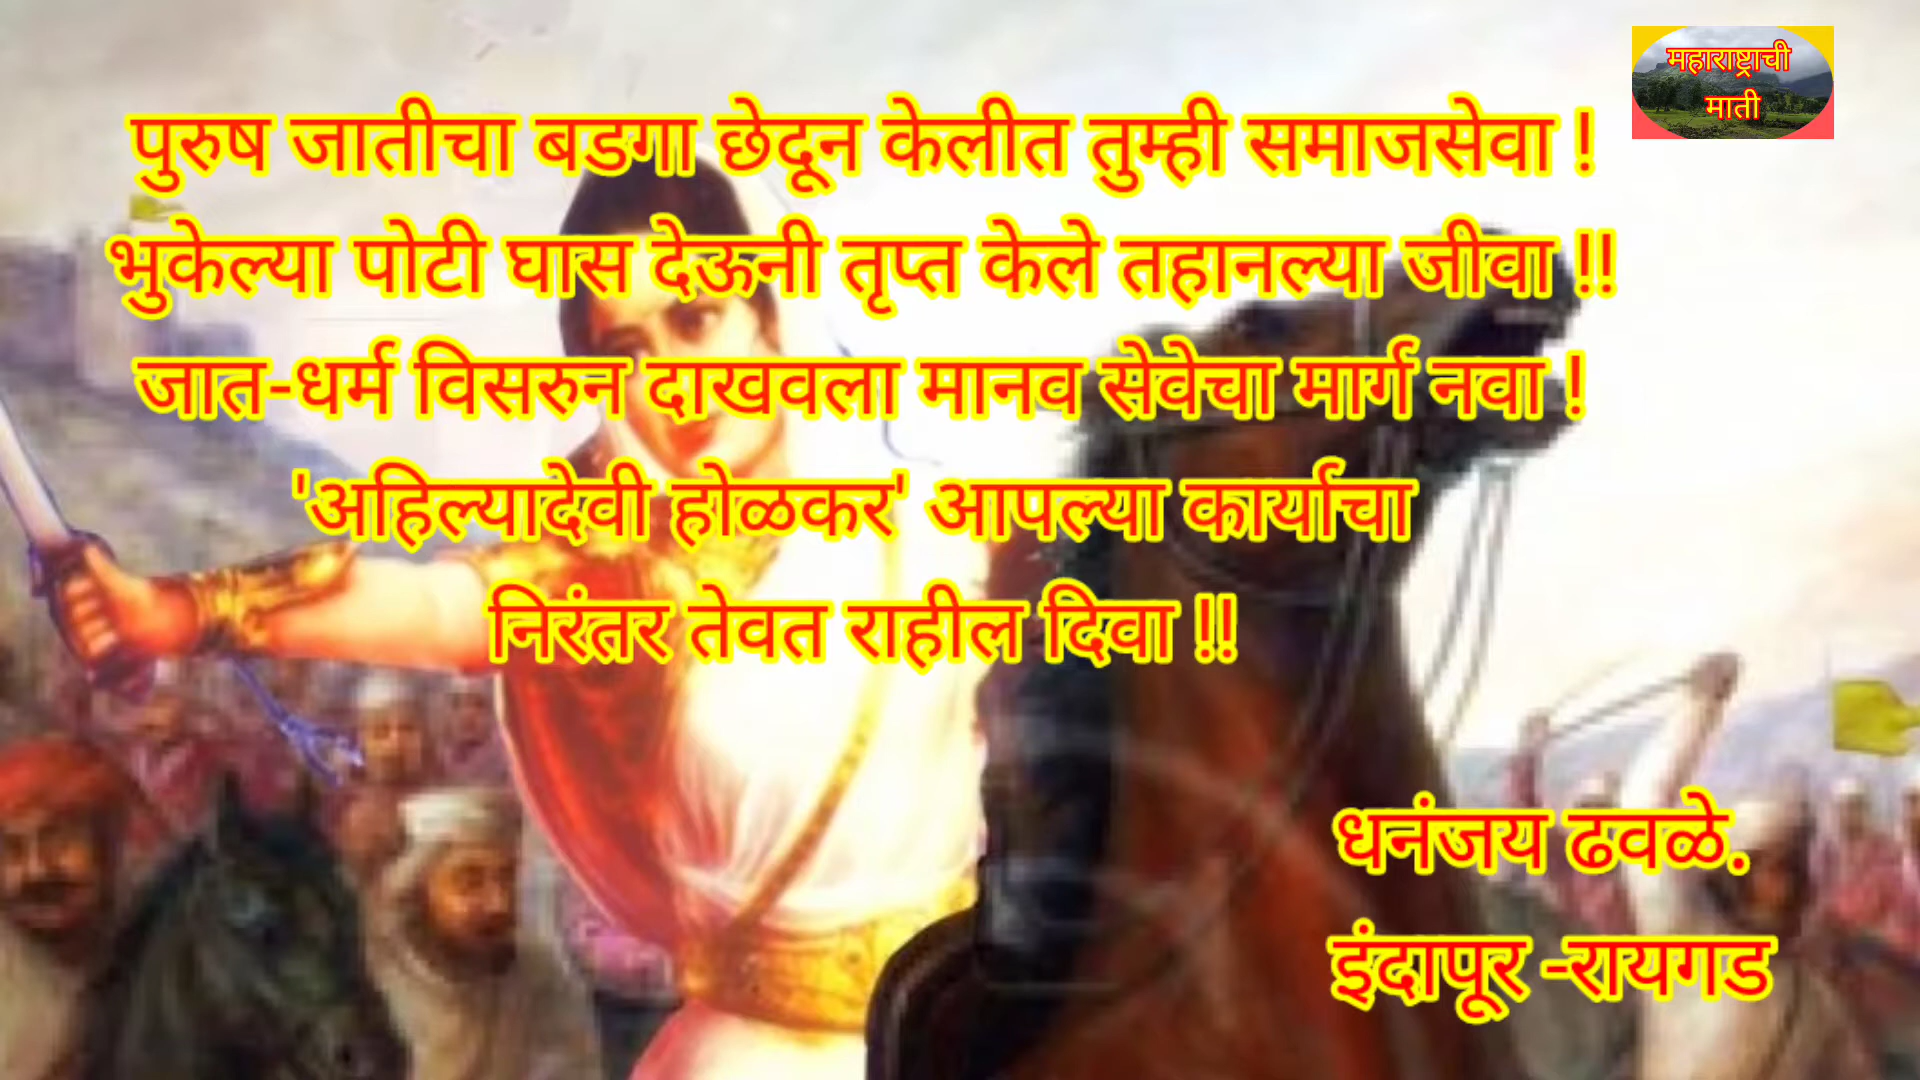 महाराष्ट्राची
माती
पुरुष जातीचा बडगा छेदून केलीत तुम्ही समाजसेवा !
भुकेल्या पोटी घास देऊनी तृप्त केले तहानल्या जीवा !!
जात-धर्म विसरुन दाखवला मानव सेवेचा मार्ग नवा !
'अहिल्यादेवी होळकर' आपल्या कार्याचा
निरंतर तेवत राहील दिवा !!
धनंजय ढवळे.
इंदापूर -रायगड